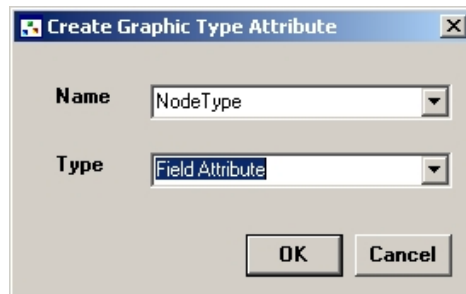 Create Graphic Type Attribute
Name NodeType
Type Field Attribute
OK Cancel